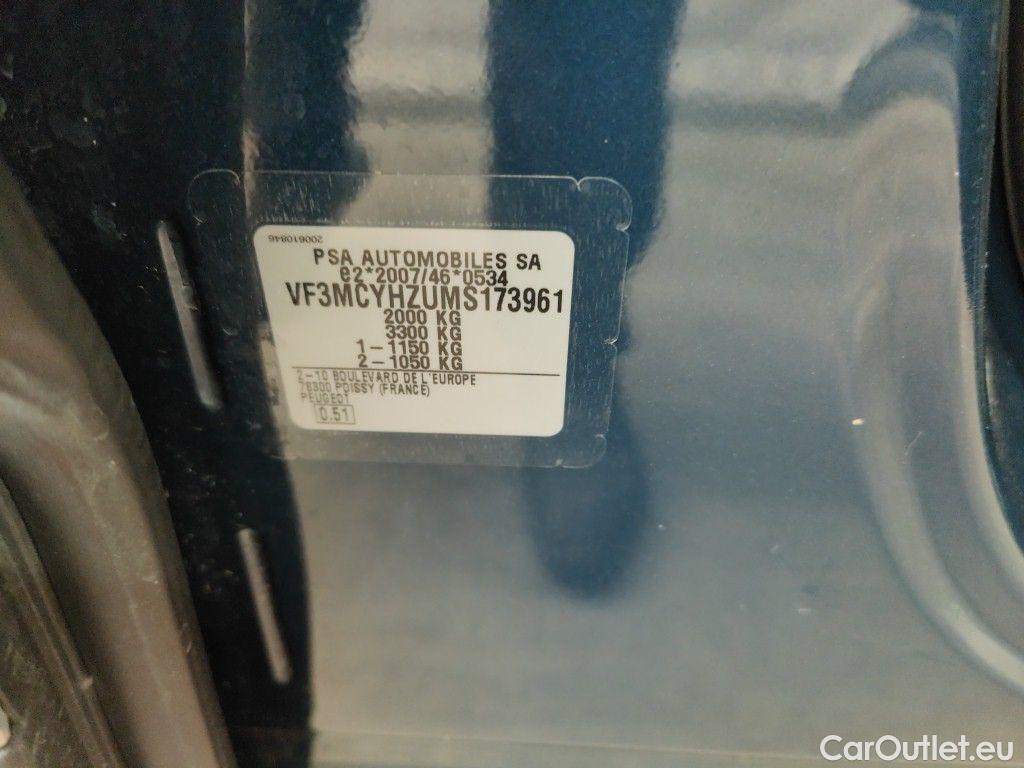 200610846
PSA AUTOMOBILES SA
e2*2007/46*0534
VF3MCYHZUMS173961
2000 KG
3300 KG
1-1150 KG
2-1050 KG
2-10 BOULEVARD DE L'EUROPE
78300 POISSY (FRANCE)
PEUGEOT
0.51
CarOutlet.eu